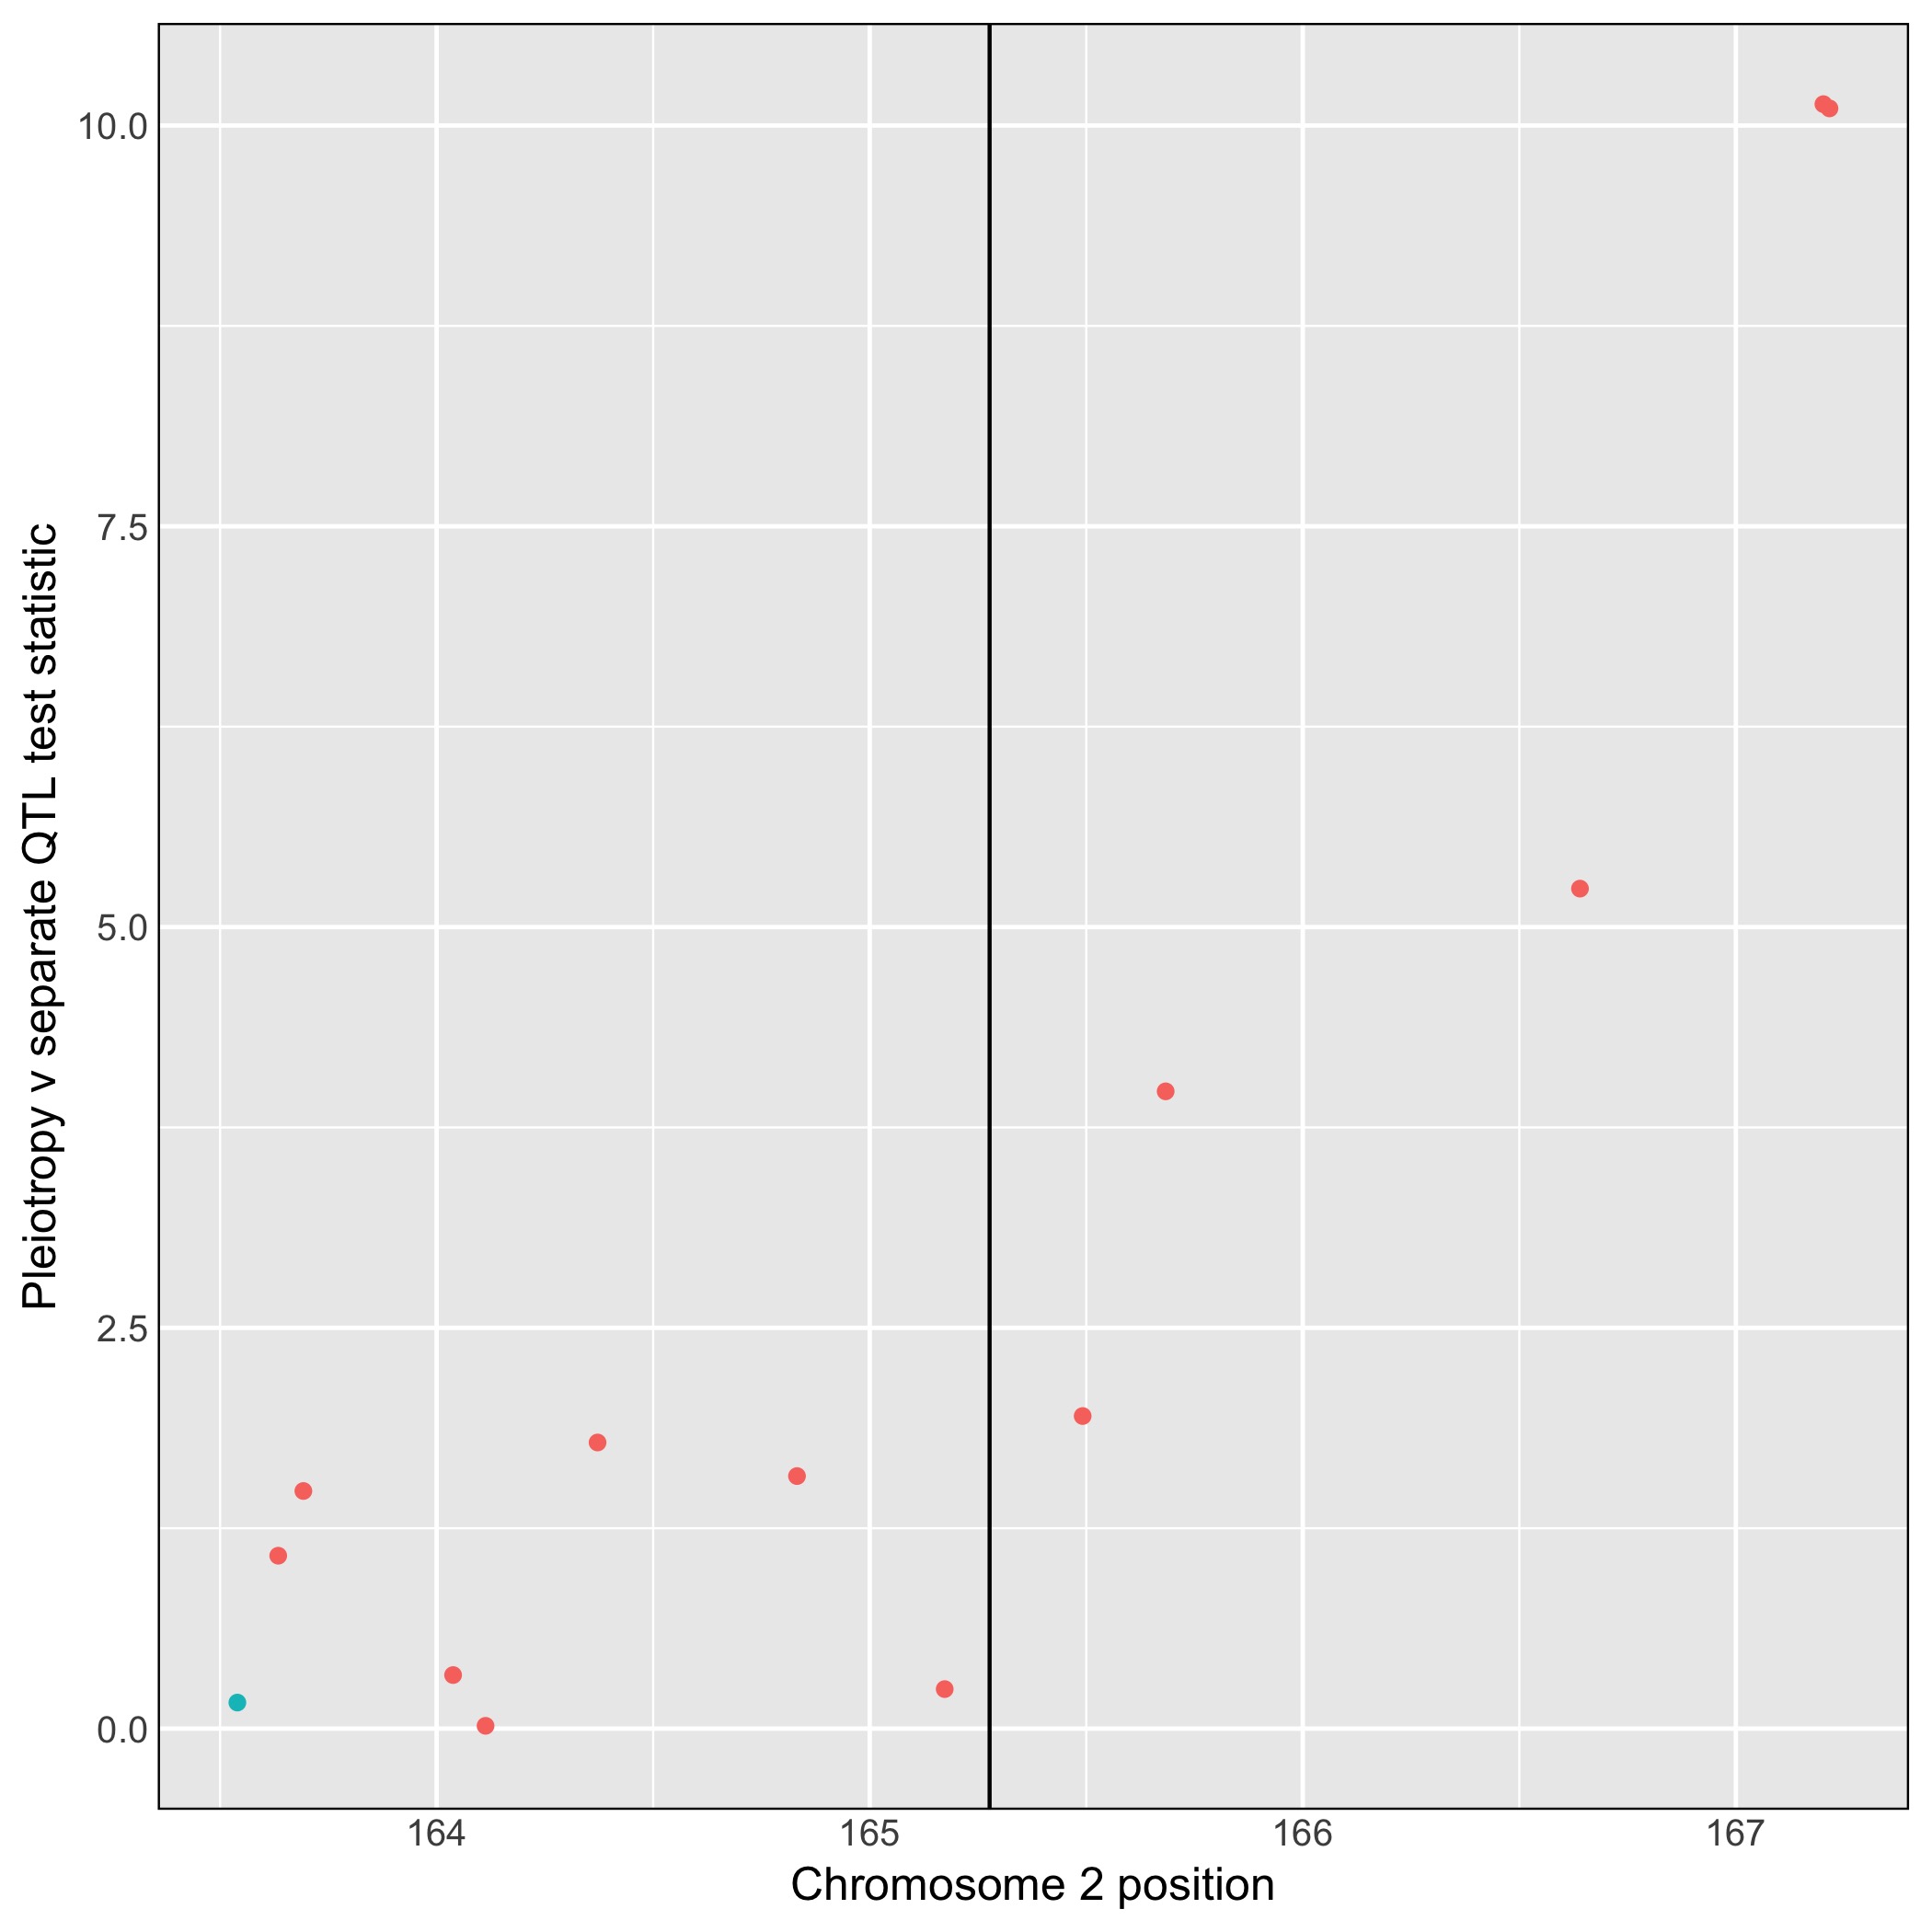 10.0
7.5
5.0
2.5
0.0
Pleiotropy v separate QTL test statistic
164 165 166 167
Chromosome 2 position